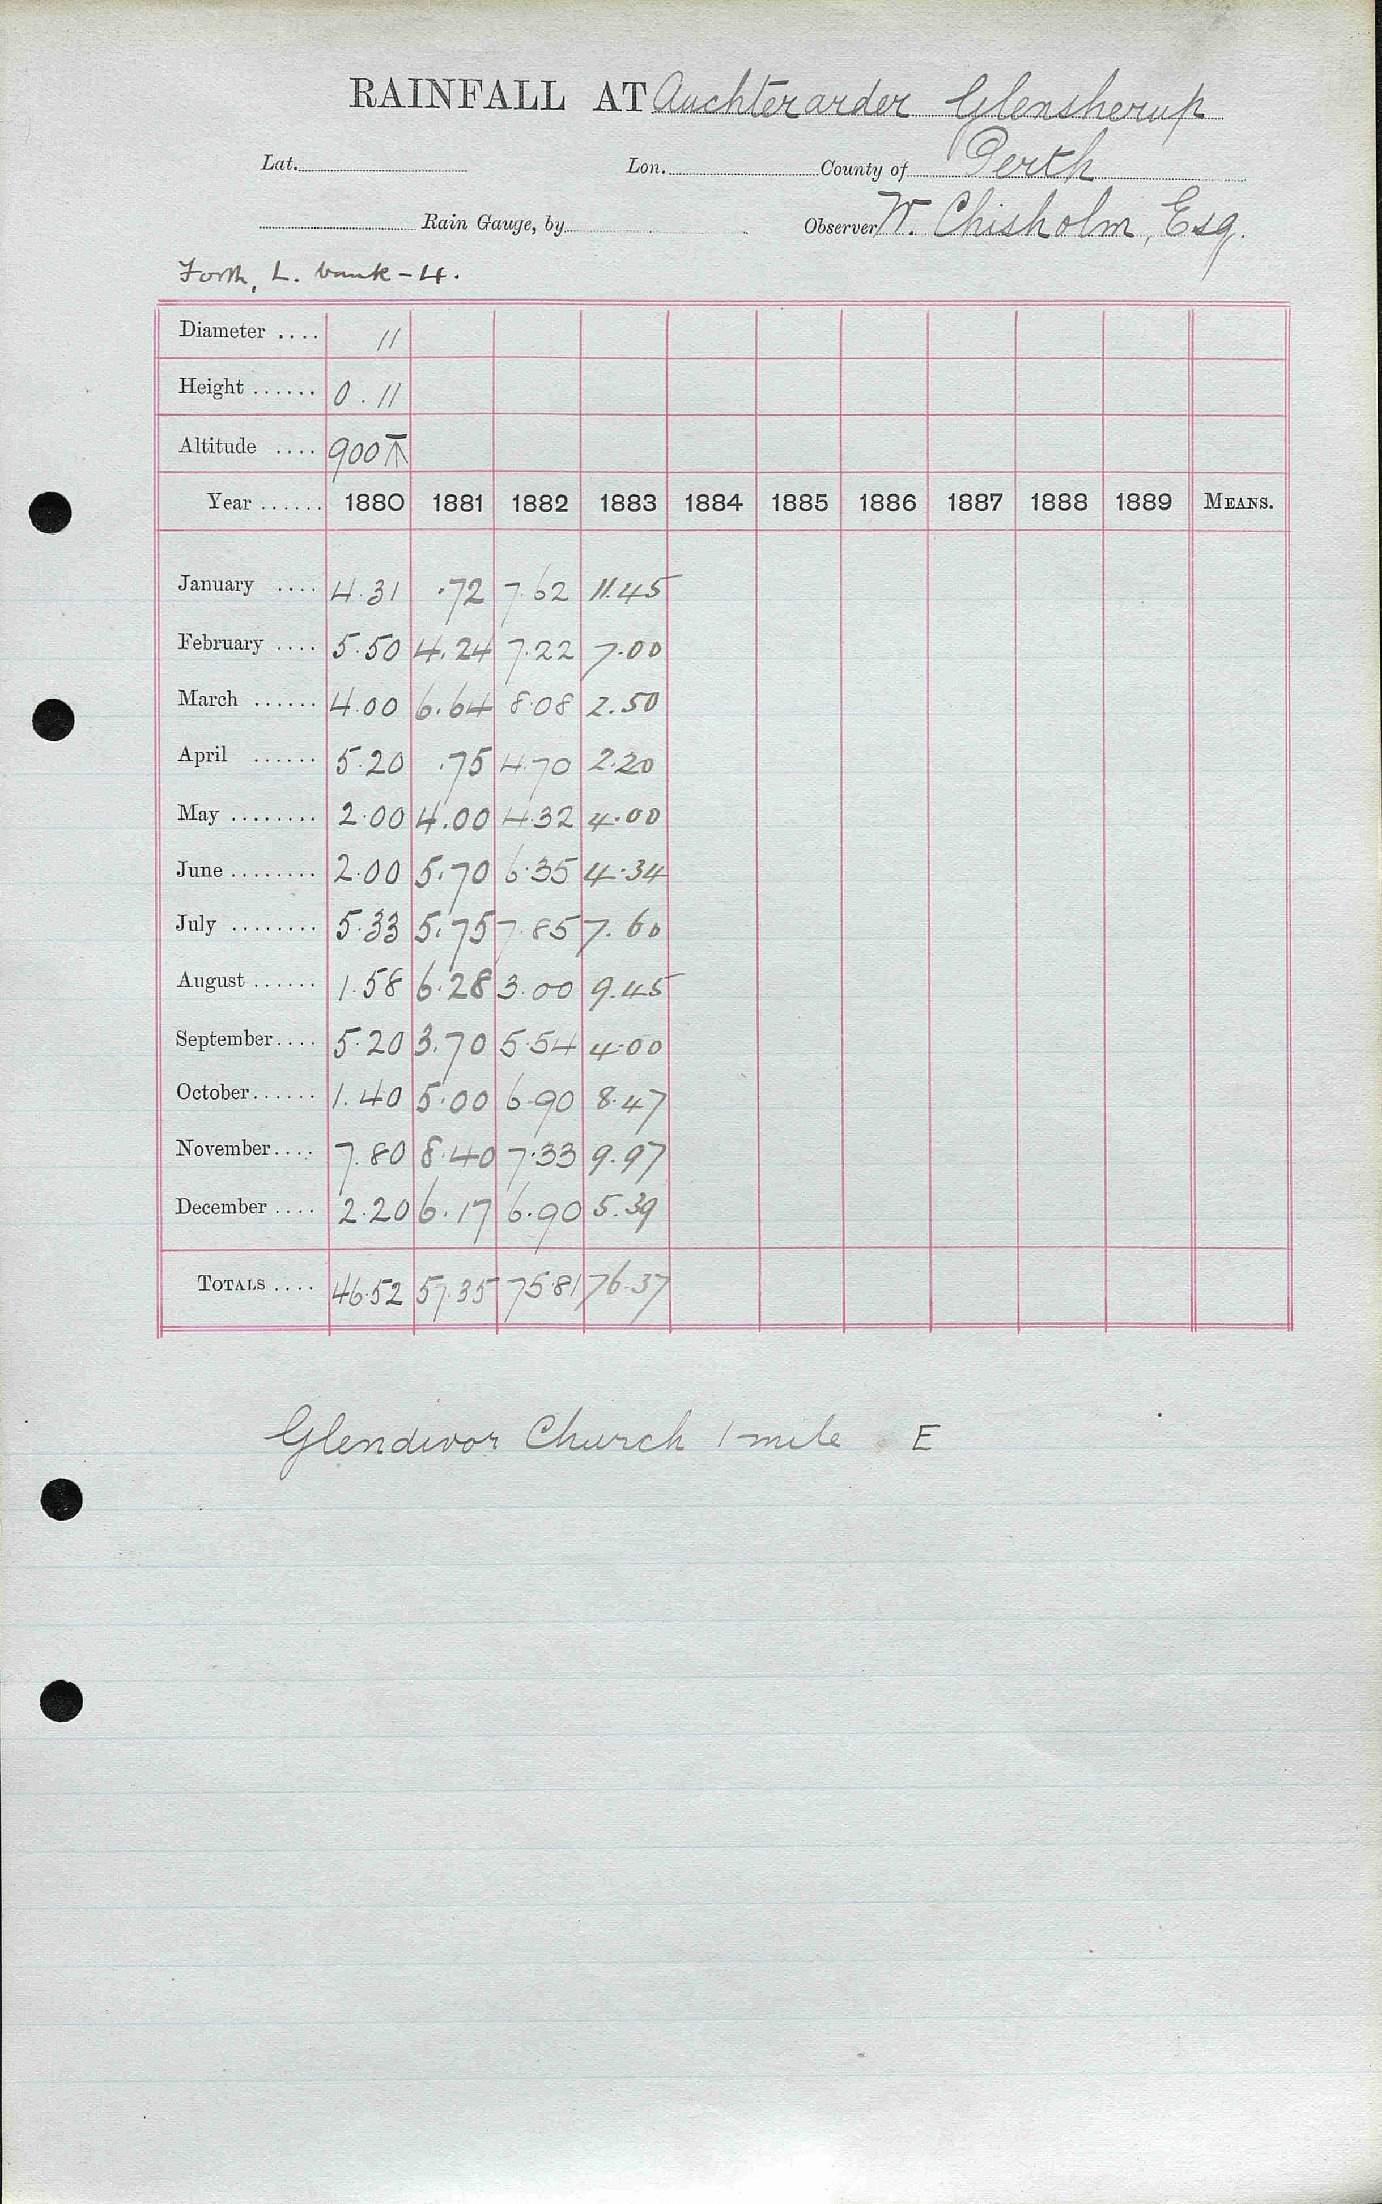 RAINFALL AT Auchterarder Glensherup
Lat. Lon. County of Perth
Rain Gauge, by Observer W. Chisholm, Esq.
Forth, L. bank - 4.
Diameter .... 11
Height ...... 0.11
Altitude .... 900
Year ...... 1880 1881 1882 1883 1884 1885 1886 1887 1888 1889 MEANS.
January .... 4.31 .72 7.62 11.45
February .... 5.50 4.24 7.22 7.00
March ...... 4.00 6.64 8.08 2.50
April ...... 5.20 .75 4.70 2.20
May ........ 2.00 4.00 4.32 4.00
June ........ 2.00 5.70 6.35 4.34
July ........ 5.33 5.75 7.85 7.60
August ...... 1.58 6.28 3.00 9.45
September .... 5.20 3.70 5.54 4.00
October ...... 1.40 5.00 6.90 8.47
November .... 7.80 8.40 7.33 9.97
December .... 2.20 6.17 6.90 5.39
TOTALS .... 46.52 57.35 75.81 76.37
Glendivor Church 1 mile E